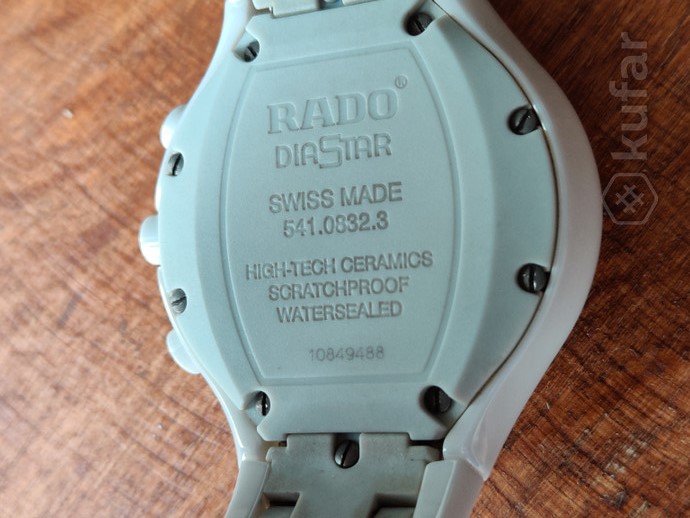 RADO®
DIASTAR
SWISS MADE
541.0832.3
HIGH-TECH CERAMICS
SCRATCHPROOF
WATERSEALED
10849488
kufar